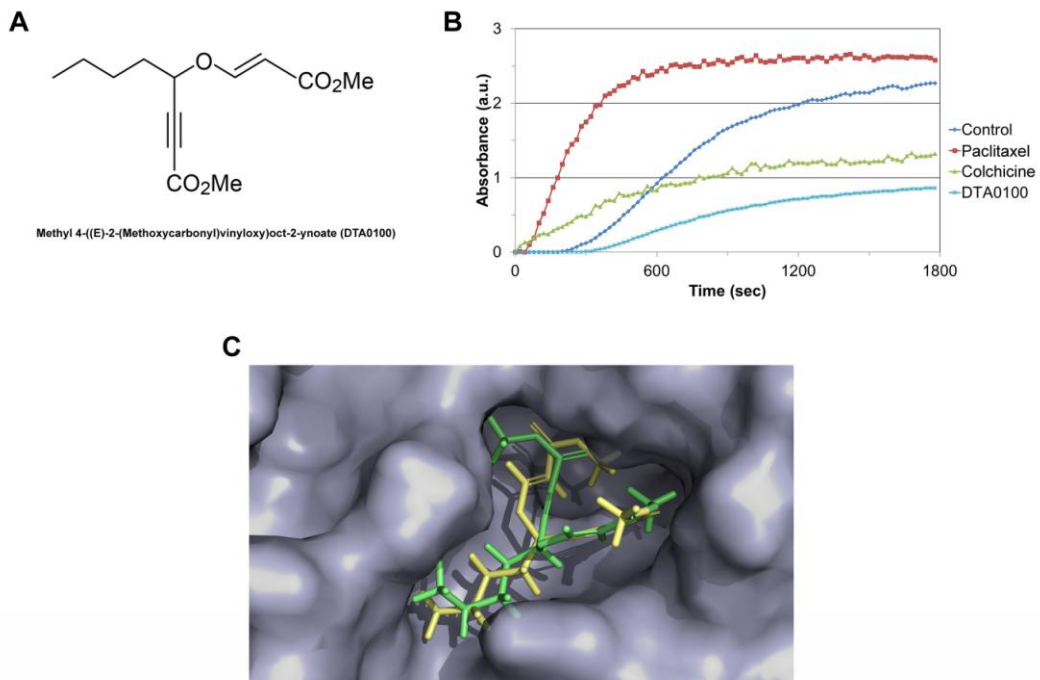 A
O
CO₂Me
CO₂Me
Methyl 4-((E)-2-(Methoxycarbonyl)vinyloxy)oct-2-ynoate (DTA0100)
B
Absorbance (a.u.)
3
2
1
0
0
600
1200
1800
Time (sec)
Control
Paclitaxel
Colchicine
DTA0100
C